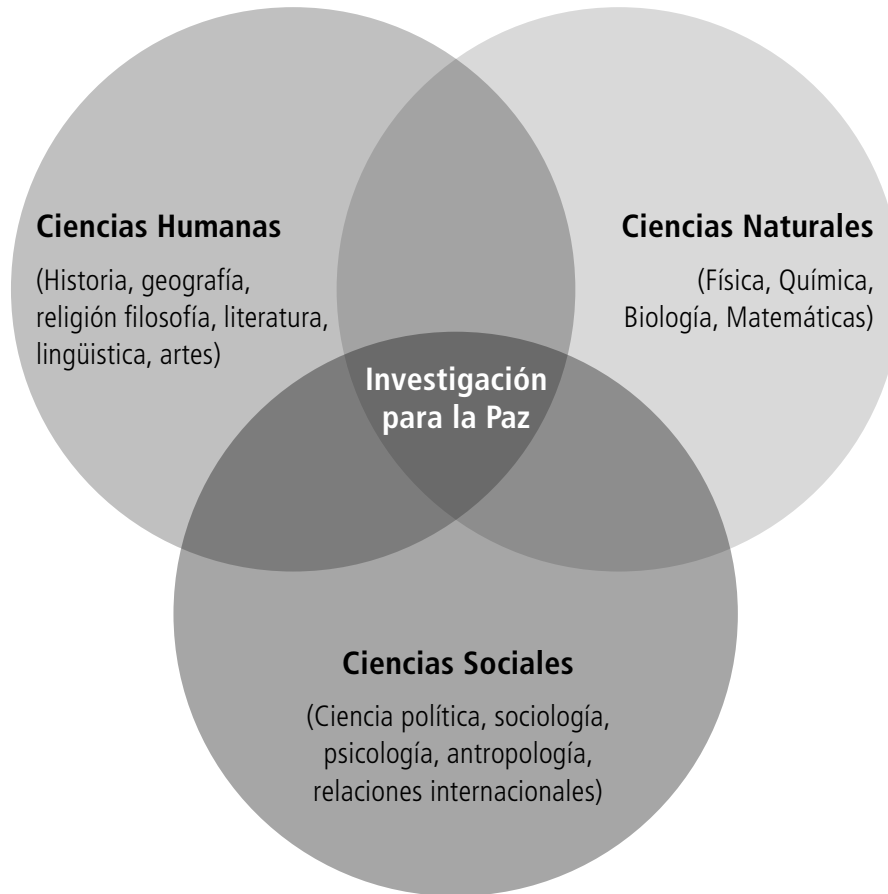 Ciencias Humanas
(Historia, geografía,
religión filosofía, literatura,
lingüistica, artes)
Ciencias Naturales
(Física, Química,
Biología, Matemáticas)
Investigación
para la Paz
Ciencias Sociales
(Ciencia política, sociología,
psicología, antropología,
relaciones internacionales)